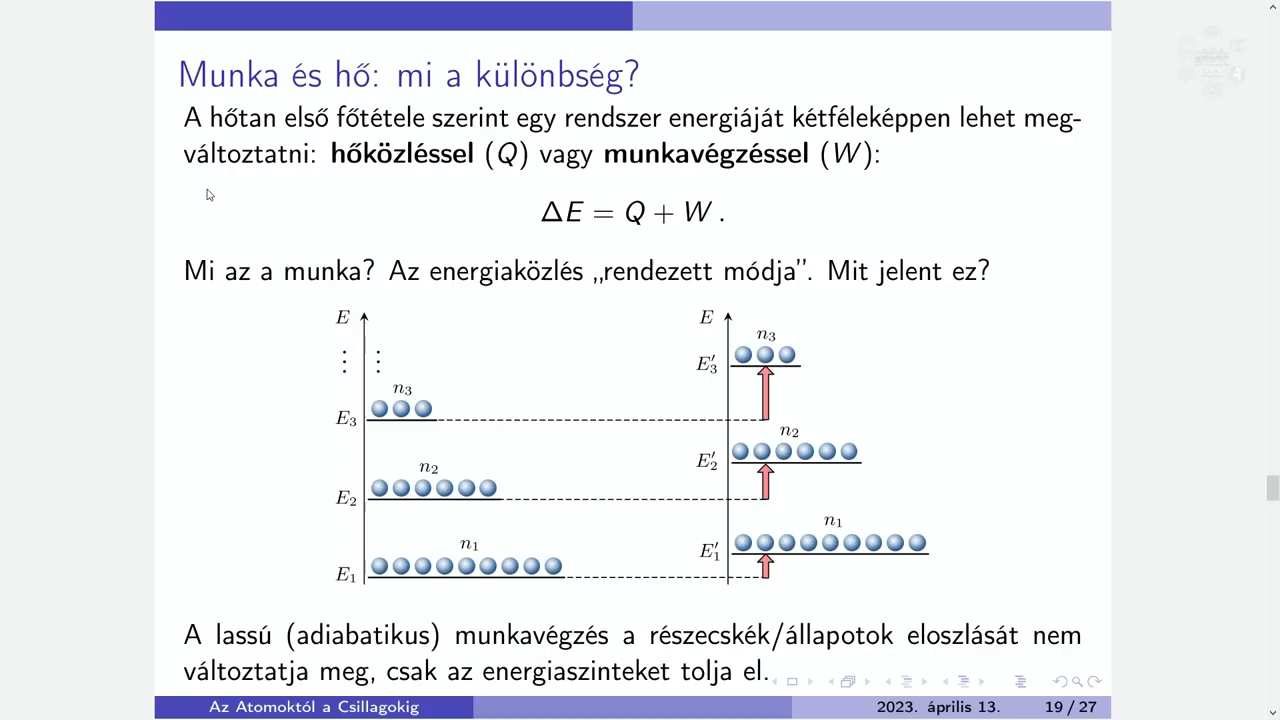 Munka és hő: mi a különbség?
A hőtan első főtétele szerint egy rendszer energiáját kétféleképpen lehet meg-
változtatni: hőközléssel (Q) vagy munkavégzéssel (W):
ΔE = Q + W .
Mi az a munka? Az energiaközlés „rendezett módja”. Mit jelent ez?
E
⋮ ⋮
n₃
E₃
n₂
E₂
n₁
E₁
E
n₃
E′₃
n₂
E′₂
n₁
E′₁
A lassú (adiabatikus) munkavégzés a részecskék/állapotok eloszlását nem
változtatja meg, csak az energiaszinteket tolja el.
Az Atomoktól a Csillagokig 2023. április 13. 19 / 27